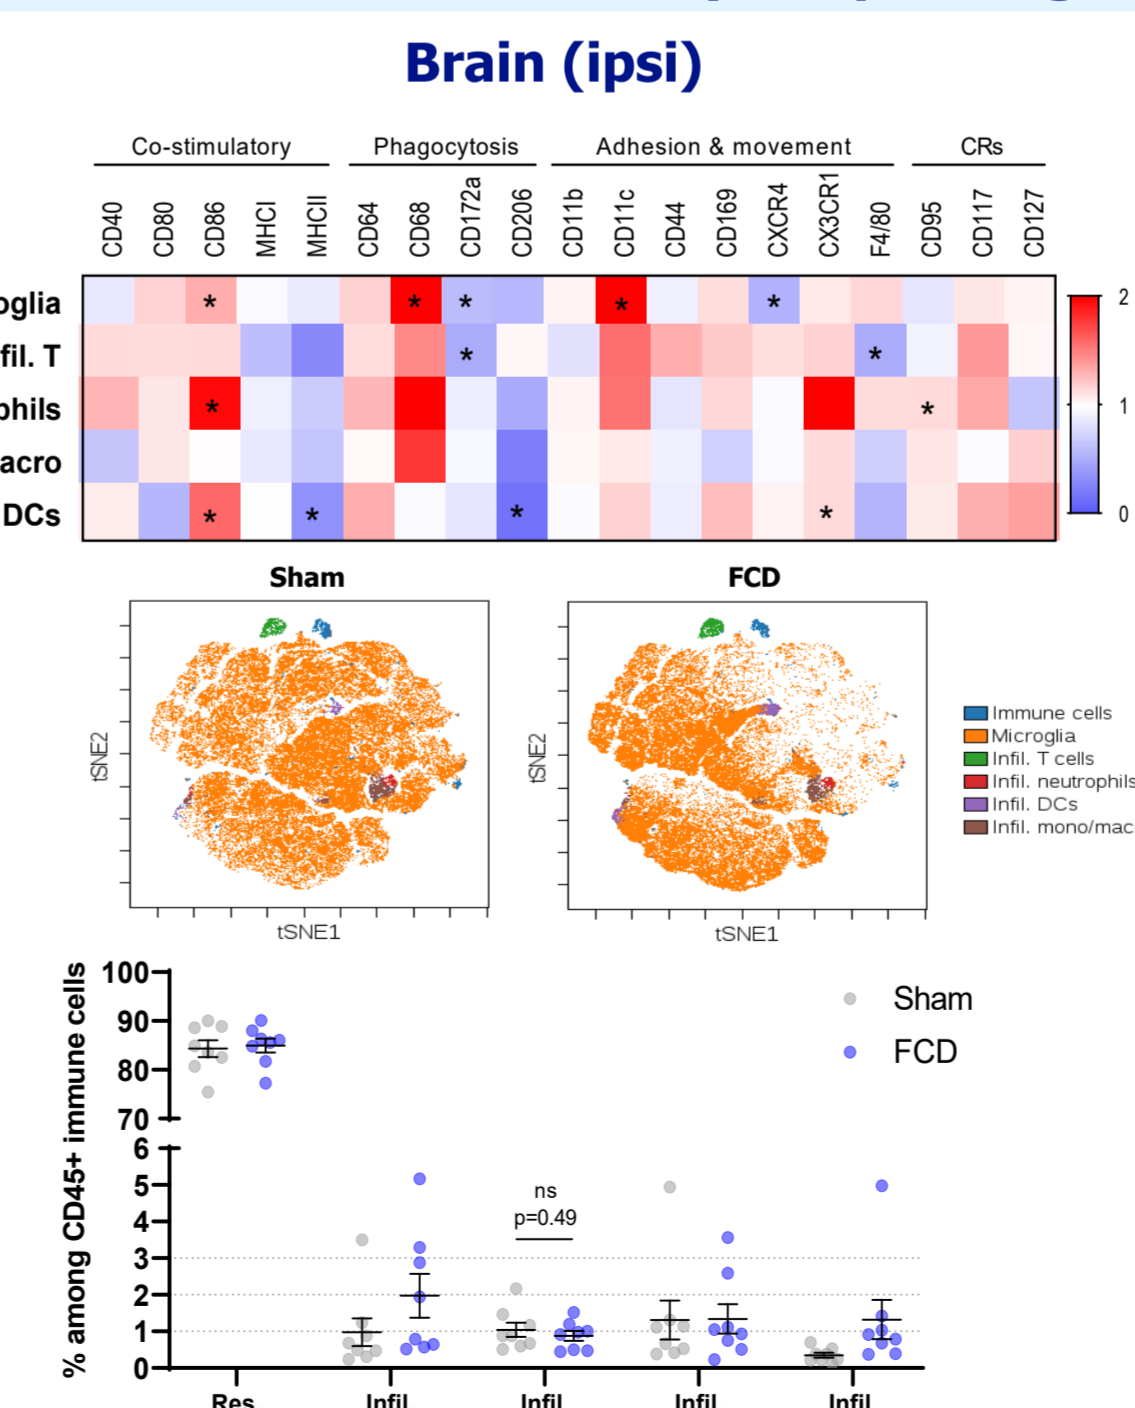 Brain (ipsi)
Co-stimulatory Phagocytosis Adhesion & movement CRs
CD40 CD80 CD86 MHCI MHCII CD64 CD68 CD172a CD206 CD11b CD11c CD44 CD169 CXCR4 CX3CR1 F4/80 CD95 CD117 CD127
oglia * * * * *
fil. T * *
phils * *
acro
DCs * * * *
2
1
0
Sham FCD
tSNE2
tSNE1
tSNE2
tSNE1
Immune cells
Microglia
Infil. T cells
Infil. neutrophils
Infil. DCs
Infil. mono/mac
% among CD45+ immune cells
100
90
80
70
6
5
4
3
2
1
0
Sham
FCD
ns
p=0.49
Res Infil Infil Infil Infil